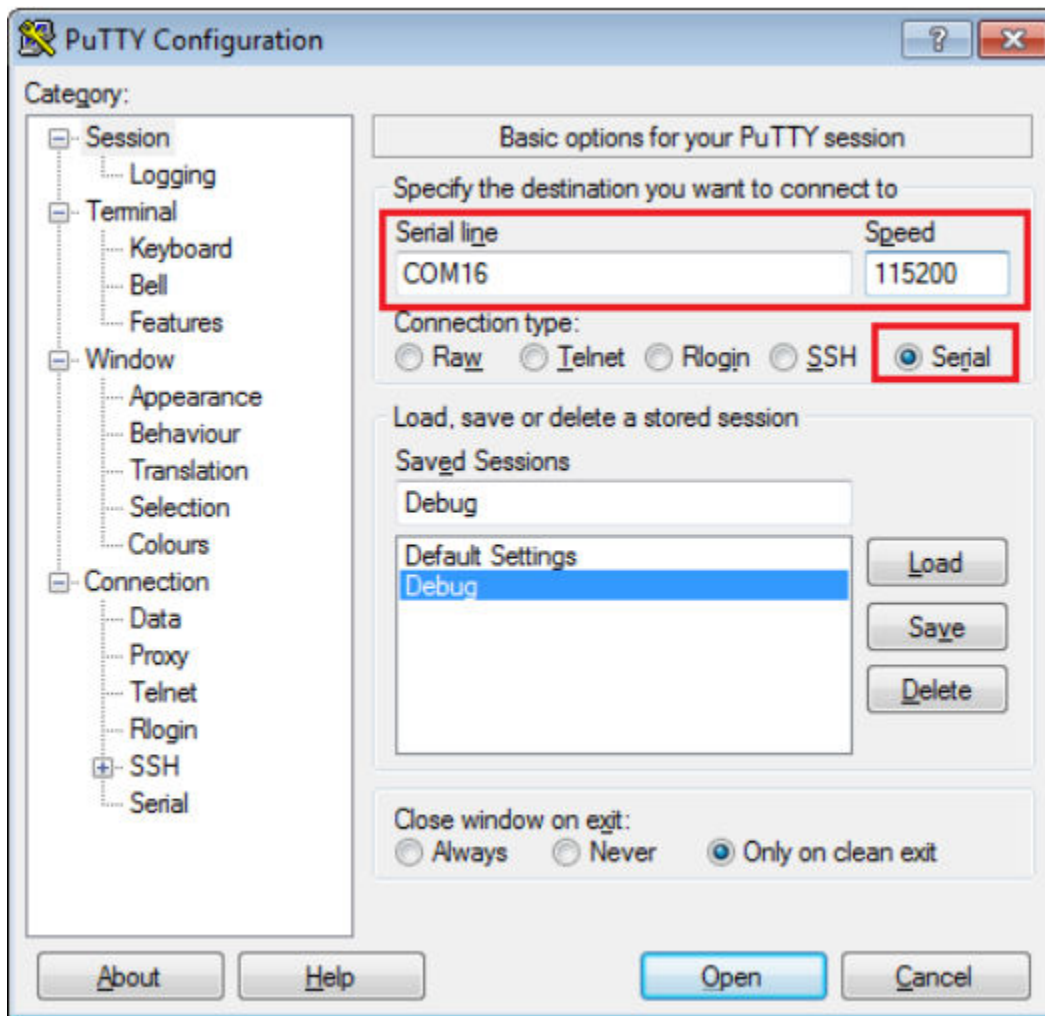 PuTTY Configuration
Category:
Session
Logging
Terminal
Keyboard
Bell
Features
Window
Appearance
Behaviour
Translation
Selection
Colours
Connection
Data
Proxy
Telnet
Rlogin
SSH
Serial
Basic options for your PuTTY session
Specify the destination you want to connect to
Serial line Speed
COM16 115200
Connection type:
Raw Telnet Rlogin SSH Serial
Load, save or delete a stored session
Saved Sessions
Debug
Default Settings
Debug
Load
Save
Delete
Close window on exit:
Always Never Only on clean exit
About Help Open Cancel